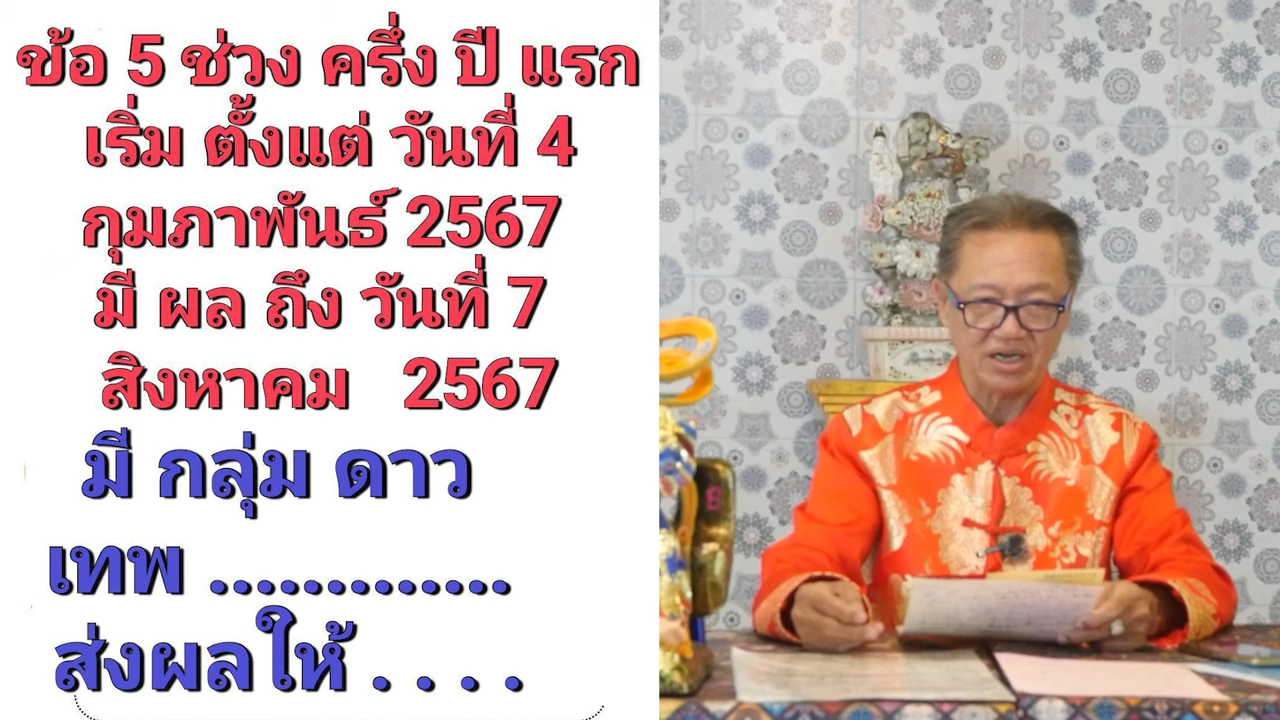 ข้อ 5 ช่วง ครึ่ง ปี แรก
เริ่ม ตั้งแต่ วันที่ 4
กุมภาพันธ์ 2567
มี ผล ถึง วันที่ 7
สิงหาคม 2567
มี กลุ่ม ดาว
เทพ .............
ส่งผลให้ . . . .